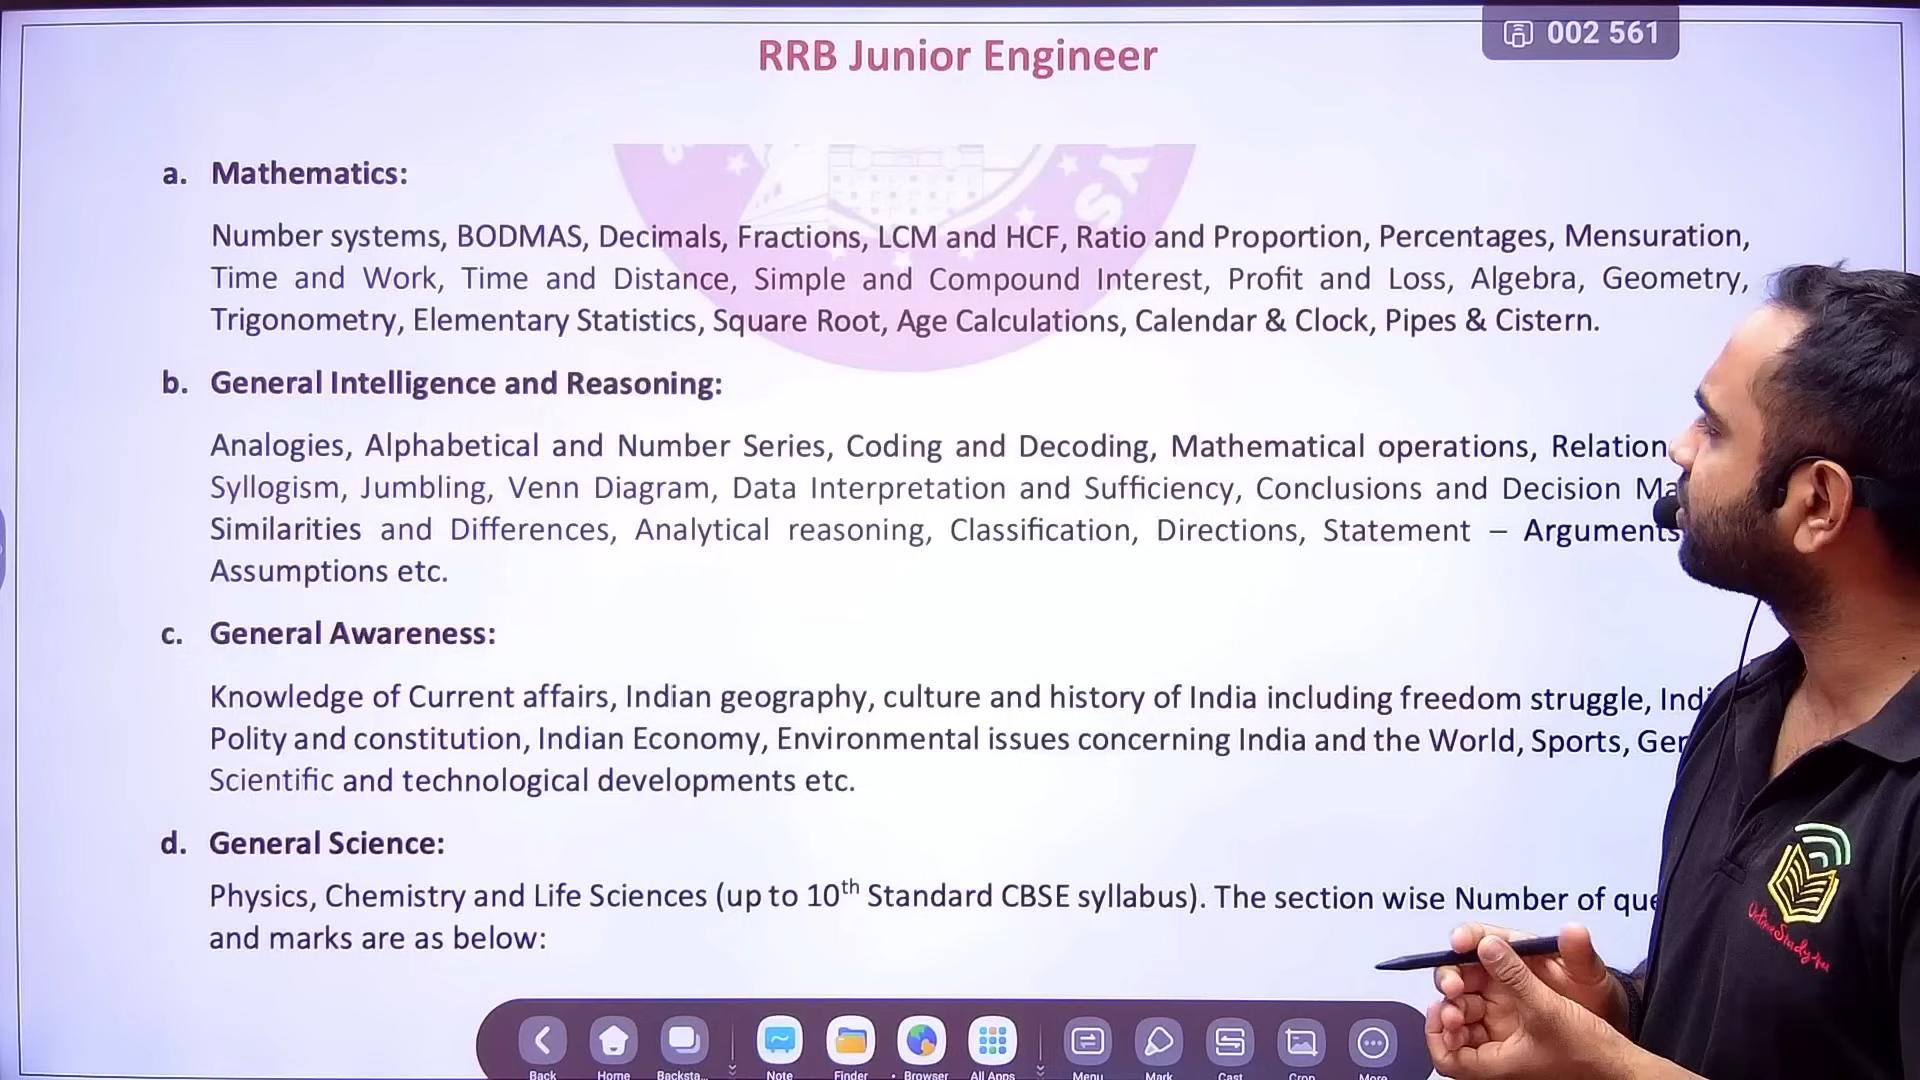 RRB Junior Engineer
002 561
a. Mathematics:
Number systems, BODMAS, Decimals, Fractions, LCM and HCF, Ratio and Proportion, Percentages, Mensuration,
Time and Work, Time and Distance, Simple and Compound Interest, Profit and Loss, Algebra, Geometry,
Trigonometry, Elementary Statistics, Square Root, Age Calculations, Calendar & Clock, Pipes & Cistern.
b. General Intelligence and Reasoning:
Analogies, Alphabetical and Number Series, Coding and Decoding, Mathematical operations, Relation
Syllogism, Jumbling, Venn Diagram, Data Interpretation and Sufficiency, Conclusions and Decision Ma
Similarities and Differences, Analytical reasoning, Classification, Directions, Statement – Arguments
Assumptions etc.
c. General Awareness:
Knowledge of Current affairs, Indian geography, culture and history of India including freedom struggle, Indi
Polity and constitution, Indian Economy, Environmental issues concerning India and the World, Sports, Gen
Scientific and technological developments etc.
d. General Science:
Physics, Chemistry and Life Sciences (up to 10th Standard CBSE syllabus). The section wise Number of que
and marks are as below:
Back Home Backsta... Note Finder • Browser All Apps Menu Mark Cast Crop More